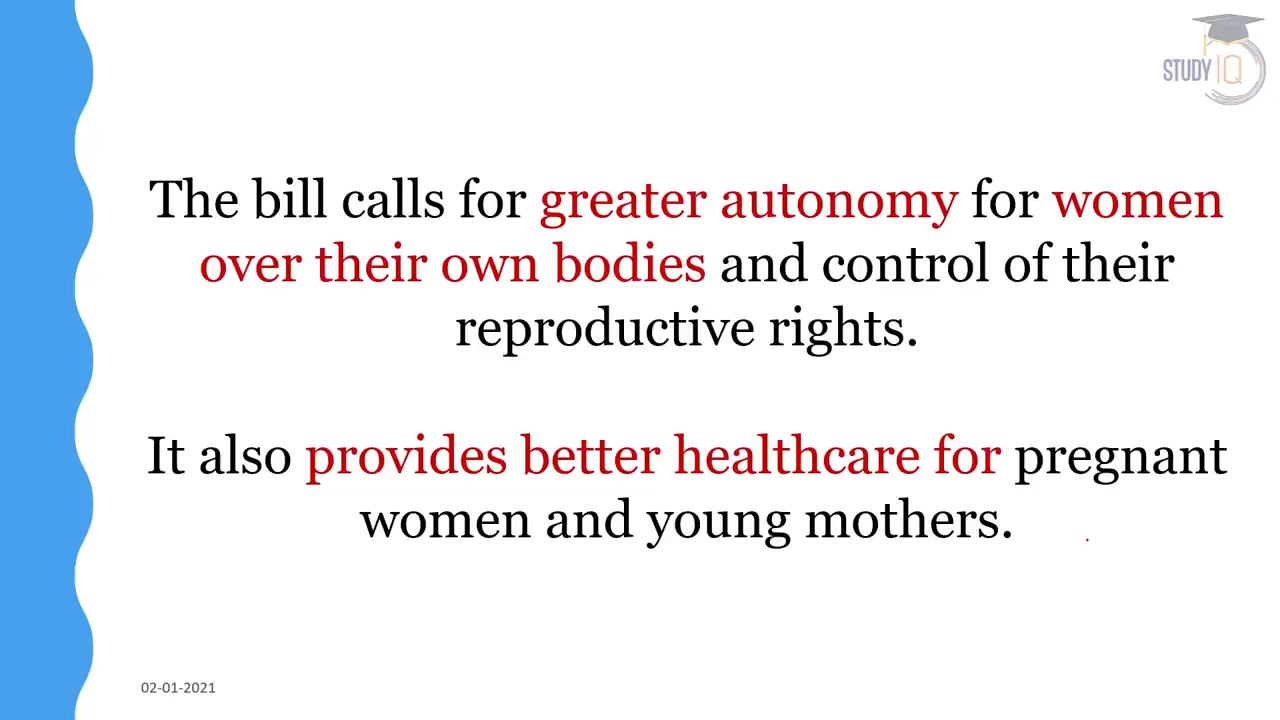 STUDY IQ
The bill calls for greater autonomy for women
over their own bodies and control of their
reproductive rights.
It also provides better healthcare for pregnant
women and young mothers.
02-01-2021